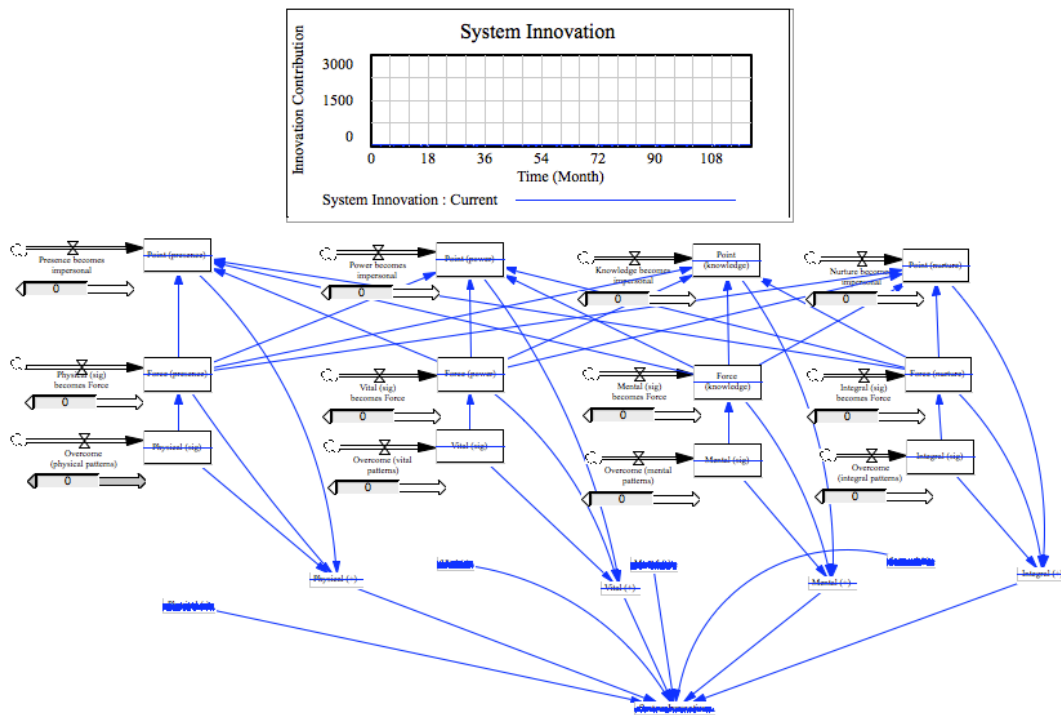 System Innovation
Innovation Contribution
3000
1500
0
0 18 36 54 72 90 108
Time (Month)
System Innovation : Current
Presence becomes
impersonal
0
Point (presence)
Power becomes
impersonal
0
Point (power)
Knowledge becomes
impersonal
0
Point
(knowledge)
Nurture becomes
impersonal
0
Point (nurture)
Physical (sig)
becomes Force
0
Force (presence)
Vital (sig)
becomes Force
0
Force (power)
Mental (sig)
becomes Force
0
Force
(knowledge)
Integral (sig)
becomes Force
0
Force (nurture)
Overcome
(physical patterns)
0
Physical (sig)
Overcome (vital
patterns)
0
Vital (sig)
Overcome (mental
patterns)
0
Mental (sig)
Overcome
(integral patterns)
0
Integral (sig)
Physical (+)
Vital (+)
Mental (+)
Integral (